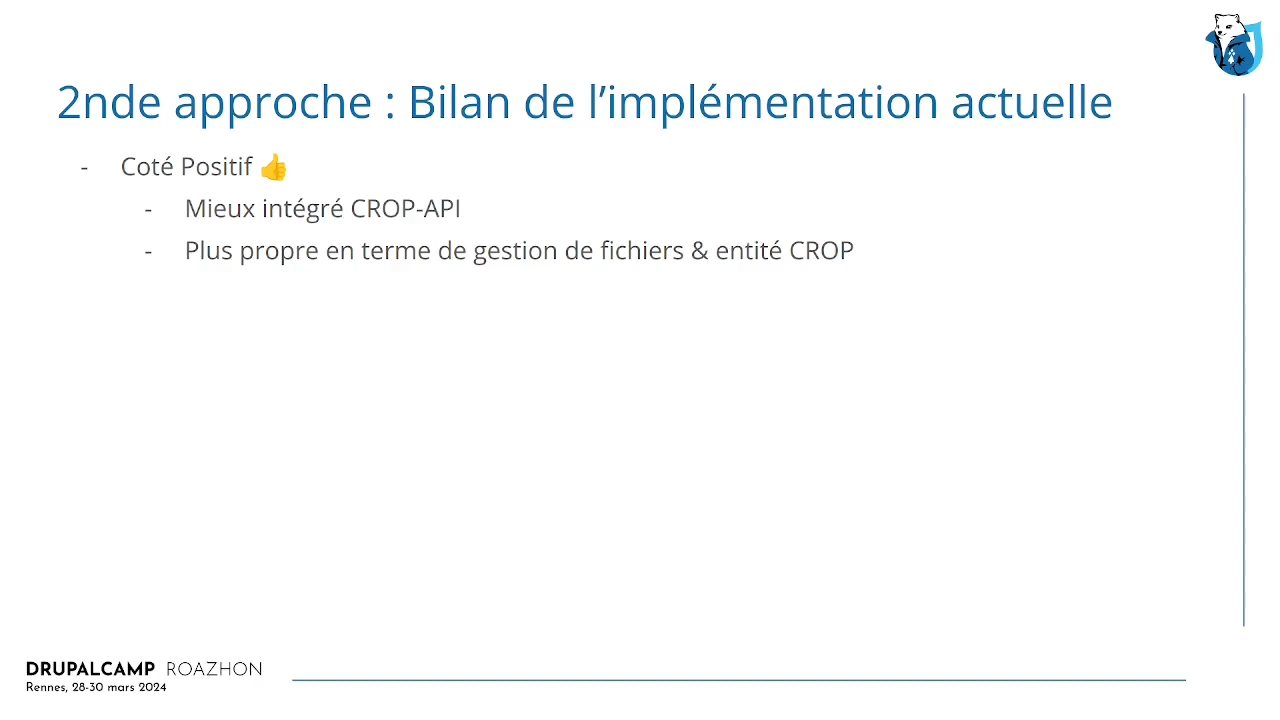 2nde approche : Bilan de l’implémentation actuelle
- Coté Positif 👍
- Mieux intégré CROP-API
- Plus propre en terme de gestion de fichiers & entité CROP
DRUPALCAMP ROAZHON
Rennes, 28-30 mars 2024